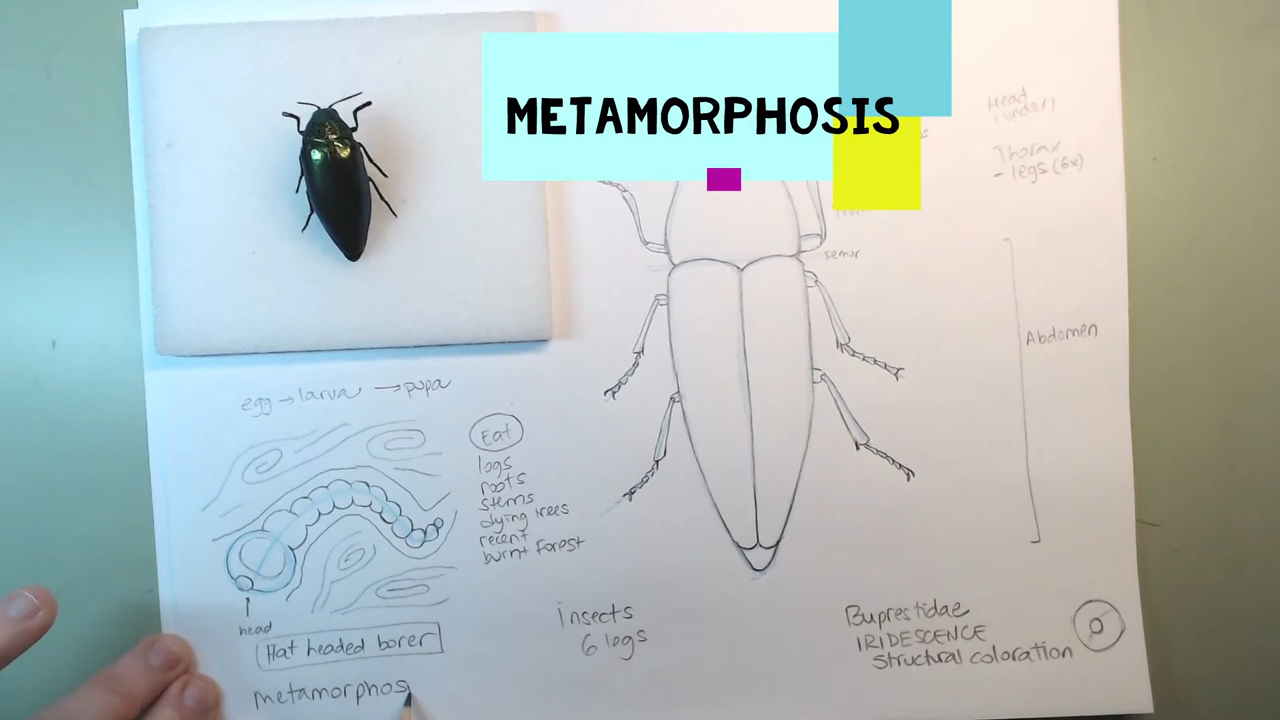 METAMORPHOSIS
Head
Thorax
- legs (6x)
Femur
Abdomen
egg → larva → pupa
Eat
logs
roots
stems
dying trees
recent
burnt forest
head
flat headed borer
metamorphos
insects
6 legs
Buprestidae
IRIDESCENCE
structural coloration